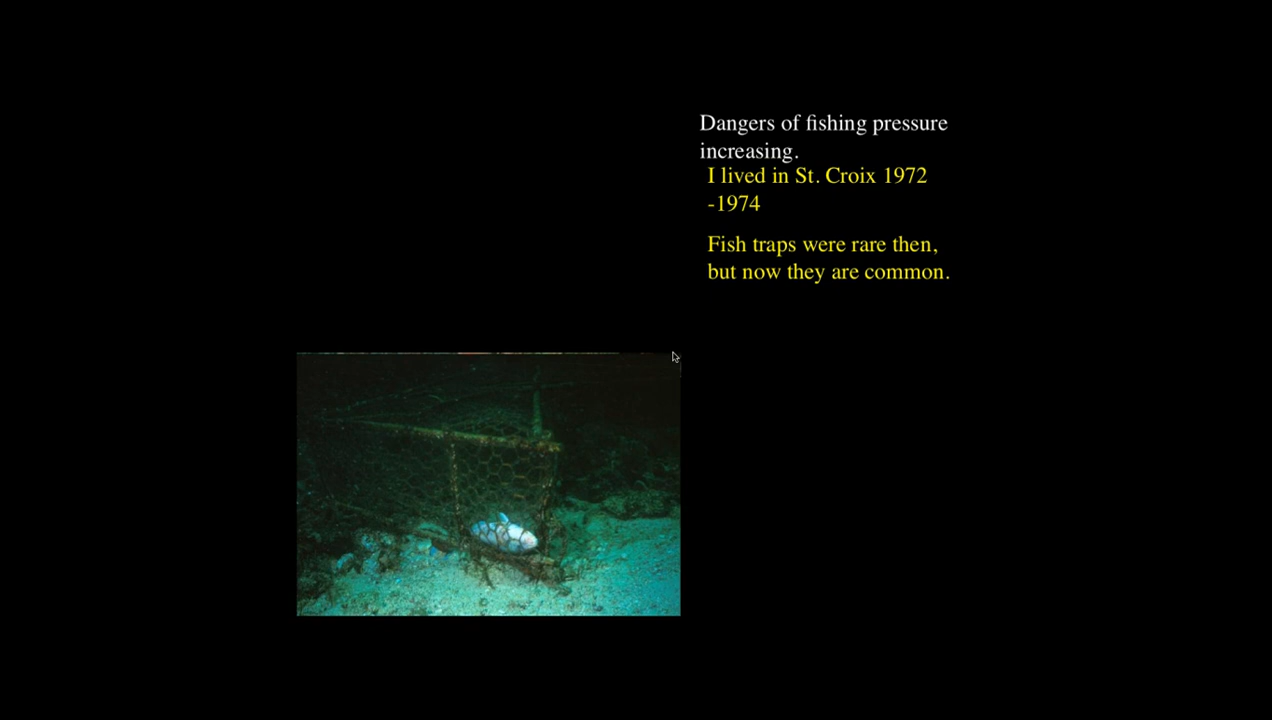 Dangers of fishing pressure
increasing.
I lived in St. Croix 1972
-1974
Fish traps were rare then,
but now they are common.